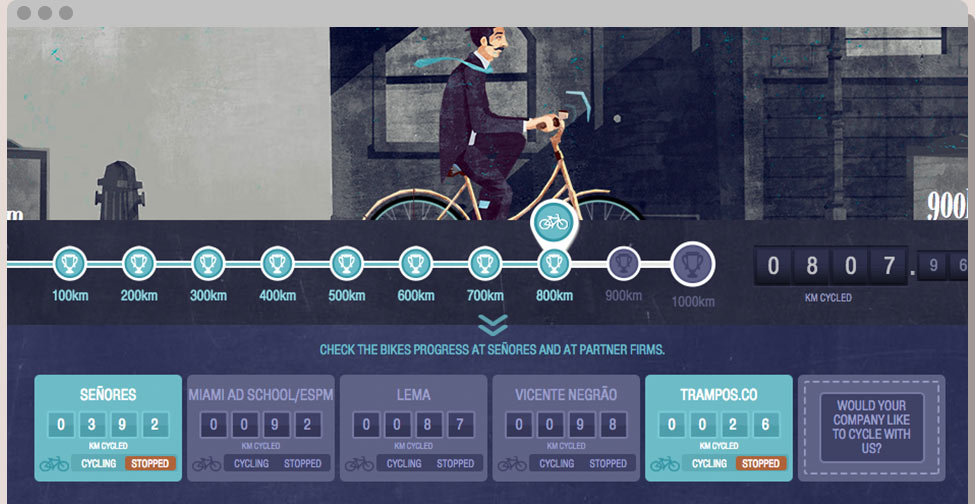 m
900k
100km 200km 300km 400km 500km 600km 700km 800km 900km 1000km
0 8 0 7 . 9 6
KM CYCLED
CHECK THE BIKES PROGRESS AT SEÑORES AND AT PARTNER FIRMS.
SEÑORES
0 3 9 2
KM CYCLED
CYCLING STOPPED
MIAMI AD SCHOOL/ESPM
0 0 9 2
KM CYCLED
CYCLING STOPPED
LEMA
0 0 8 7
KM CYCLED
CYCLING STOPPED
VICENTE NEGRÃO
0 0 9 8
KM CYCLED
CYCLING STOPPED
TRAMPOS.CO
0 0 2 6
KM CYCLED
CYCLING STOPPED
WOULD YOUR
COMPANY LIKE
TO CYCLE WITH
US?